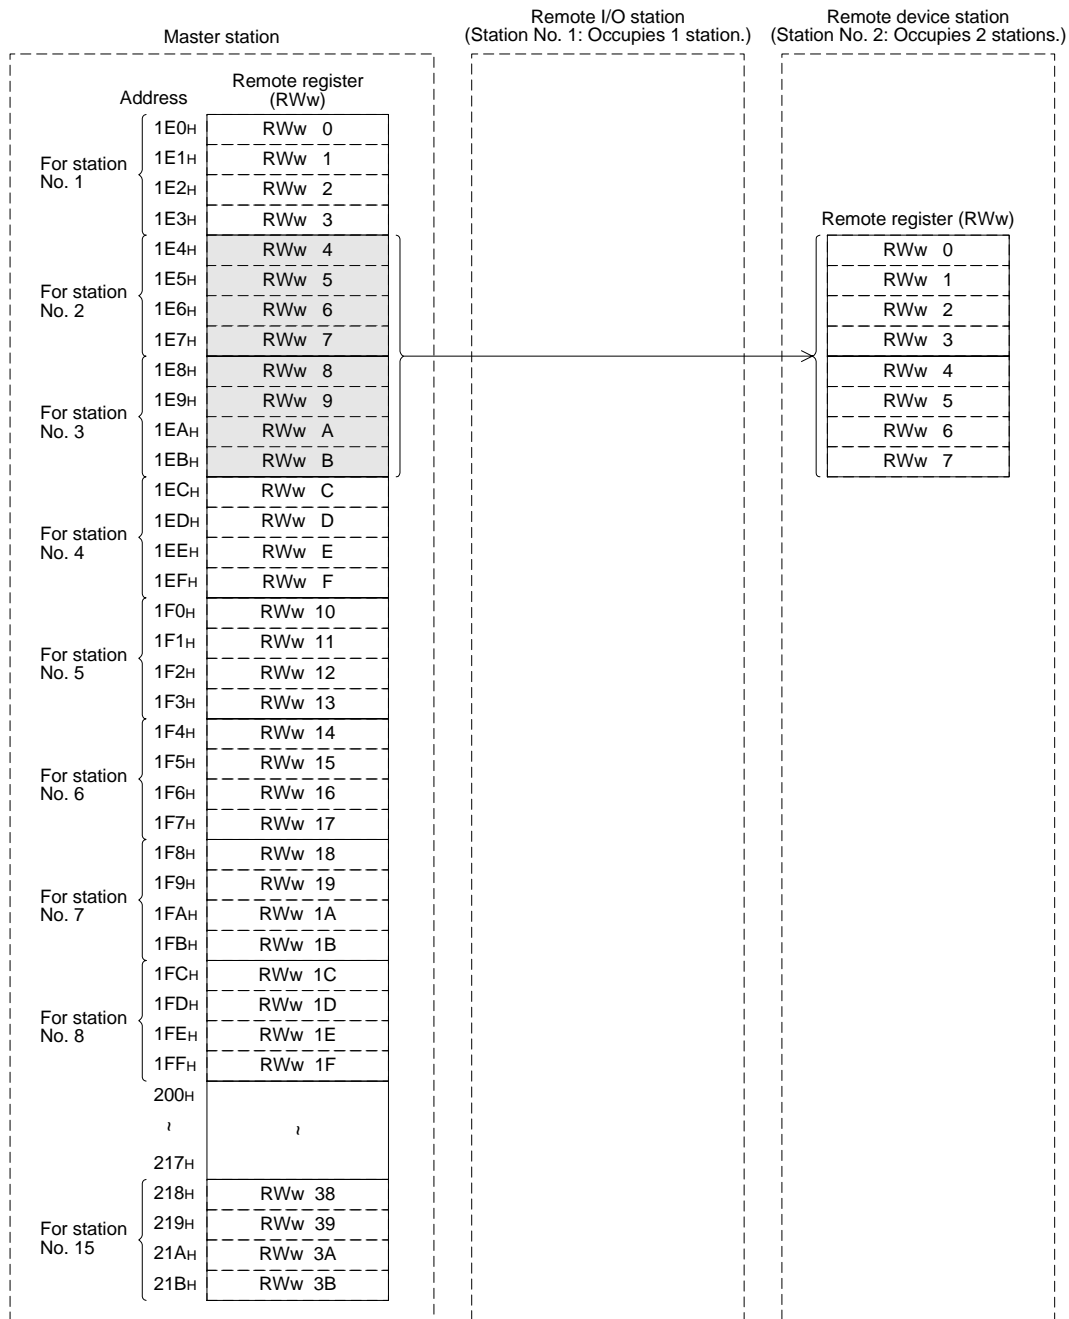 Master station
Remote I/O station
(Station No. 1: Occupies 1 station.)
Remote device station
(Station No. 2: Occupies 2 stations.)
Address
Remote register
(RWw)
For station
No. 1
1E0H RWw 0
1E1H RWw 1
1E2H RWw 2
1E3H RWw 3
For station
No. 2
1E4H RWw 4
1E5H RWw 5
1E6H RWw 6
1E7H RWw 7
For station
No. 3
1E8H RWw 8
1E9H RWw 9
1EAH RWw A
1EBH RWw B
For station
No. 4
1ECH RWw C
1EDH RWw D
1EEH RWw E
1EFH RWw F
For station
No. 5
1F0H RWw 10
1F1H RWw 11
1F2H RWw 12
1F3H RWw 13
For station
No. 6
1F4H RWw 14
1F5H RWw 15
1F6H RWw 16
1F7H RWw 17
For station
No. 7
1F8H RWw 18
1F9H RWw 19
1FAH RWw 1A
1FBH RWw 1B
For station
No. 8
1FCH RWw 1C
1FDH RWw 1D
1FEH RWw 1E
1FFH RWw 1F
200H
~ ~
217H
For station
No. 15
218H RWw 38
219H RWw 39
21AH RWw 3A
21BH RWw 3B
Remote register (RWw)
RWw 0
RWw 1
RWw 2
RWw 3
RWw 4
RWw 5
RWw 6
RWw 7